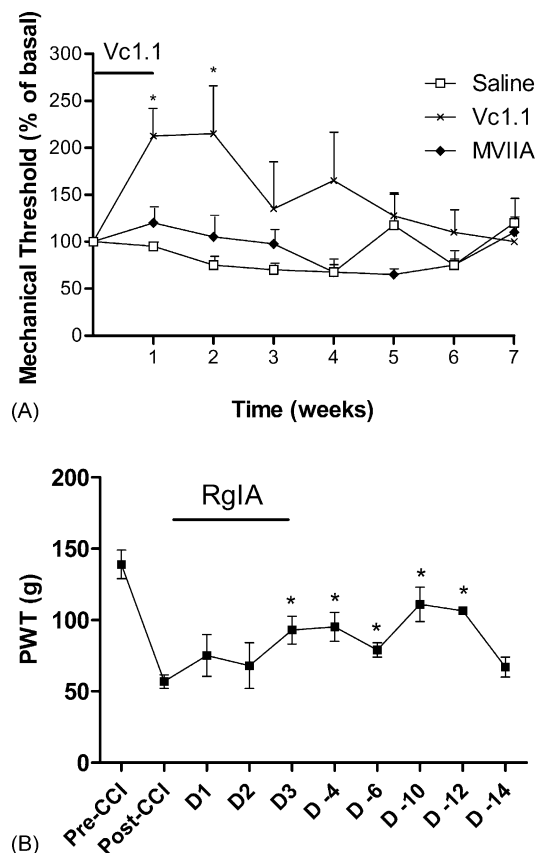 Vc1.1
Mechanical Threshold (% of basal)
300
250
200
150
100
50
0
*
*
Saline
Vc1.1
MVIIA
1
2
3
4
5
6
7
Time (weeks)
(A)
RgIA
PWT (g)
200
150
100
50
0
*
*
*
*
*
Pre-CCI
Post-CCI
D1
D2
D3
D -4
D -6
D -10
D -12
D -14
(B)